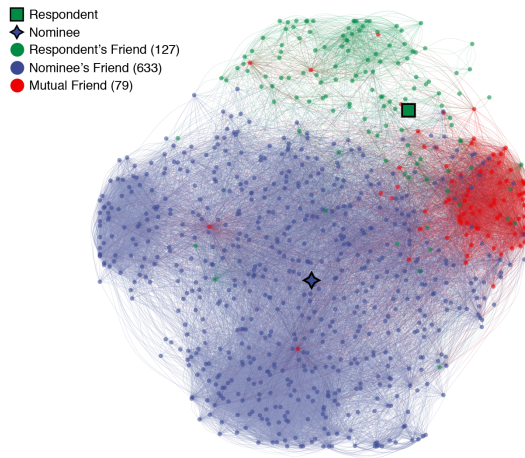 Respondent
Nominee
Respondent's Friend (127)
Nominee's Friend (633)
Mutual Friend (79)